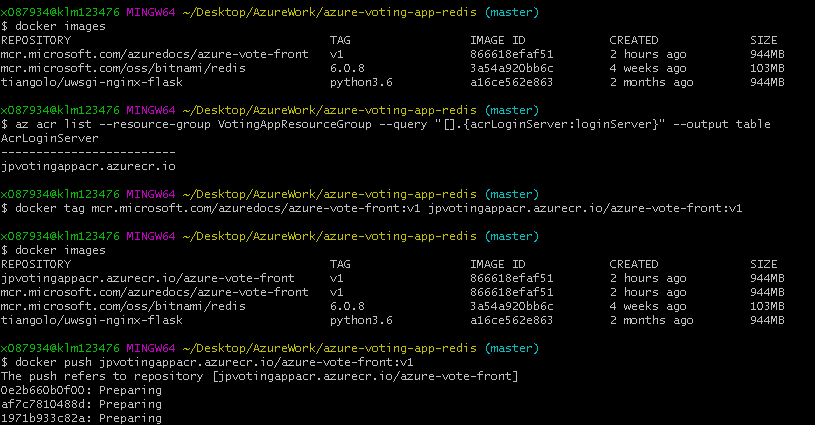 x087934@klm123476 MINGW64 ~/Desktop/AzureWork/azure-voting-app-redis (master)
$ docker images
REPOSITORY TAG IMAGE ID CREATED SIZE
mcr.microsoft.com/azuredocs/azure-vote-front v1 866618efaf51 2 hours ago 944MB
mcr.microsoft.com/oss/bitnami/redis 6.0.8 3a54a920bb6c 4 weeks ago 103MB
tiangolo/uwsgi-nginx-flask python3.6 a16ce562e863 2 months ago 944MB
x087934@klm123476 MINGW64 ~/Desktop/AzureWork/azure-voting-app-redis (master)
$ az acr list --resource-group VotingAppResourceGroup --query "[].{acrLoginServer:loginServer}" --output table
AcrLoginServer
-------------------------
jpvotingappacr.azurecr.io
x087934@klm123476 MINGW64 ~/Desktop/AzureWork/azure-voting-app-redis (master)
$ docker tag mcr.microsoft.com/azuredocs/azure-vote-front:v1 jpvotingappacr.azurecr.io/azure-vote-front:v1
x087934@klm123476 MINGW64 ~/Desktop/AzureWork/azure-voting-app-redis (master)
$ docker images
REPOSITORY TAG IMAGE ID CREATED SIZE
jpvotingappacr.azurecr.io/azure-vote-front v1 866618efaf51 2 hours ago 944MB
mcr.microsoft.com/azuredocs/azure-vote-front v1 866618efaf51 2 hours ago 944MB
mcr.microsoft.com/oss/bitnami/redis 6.0.8 3a54a920bb6c 4 weeks ago 103MB
tiangolo/uwsgi-nginx-flask python3.6 a16ce562e863 2 months ago 944MB
x087934@klm123476 MINGW64 ~/Desktop/AzureWork/azure-voting-app-redis (master)
$ docker push jpvotingappacr.azurecr.io/azure-vote-front:v1
The push refers to repository [jpvotingappacr.azurecr.io/azure-vote-front]
0e2b660b0f00: Preparing
af7c7810488d: Preparing
1971b933c82a: Preparing